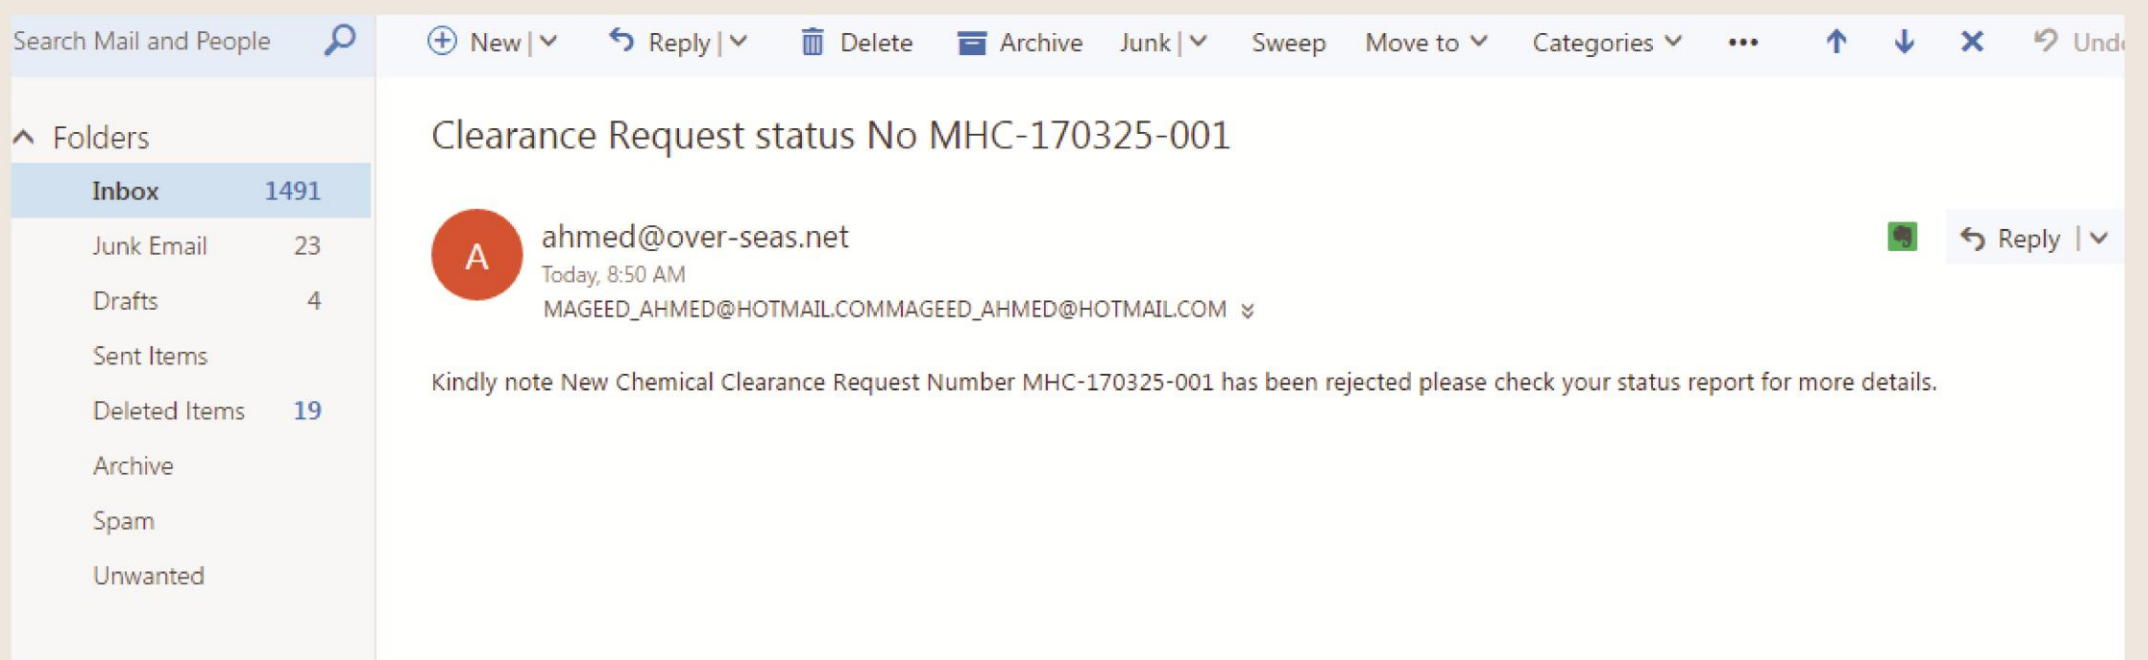 Search Mail and People
New | Reply | Delete Archive Junk | Sweep Move to Categories ...
Folders
Inbox 1491
Junk Email 23
Drafts 4
Sent Items
Deleted Items 19
Archive
Spam
Unwanted
Clearance Request status No MHC-170325-001
A
ahmed@over-seas.net
Today, 8:50 AM
MAGEED_AHMED@HOTMAIL.COMMAGEED_AHMED@HOTMAIL.COM
Reply |
Kindly note New Chemical Clearance Request Number MHC-170325-001 has been rejected please check your status report for more details.